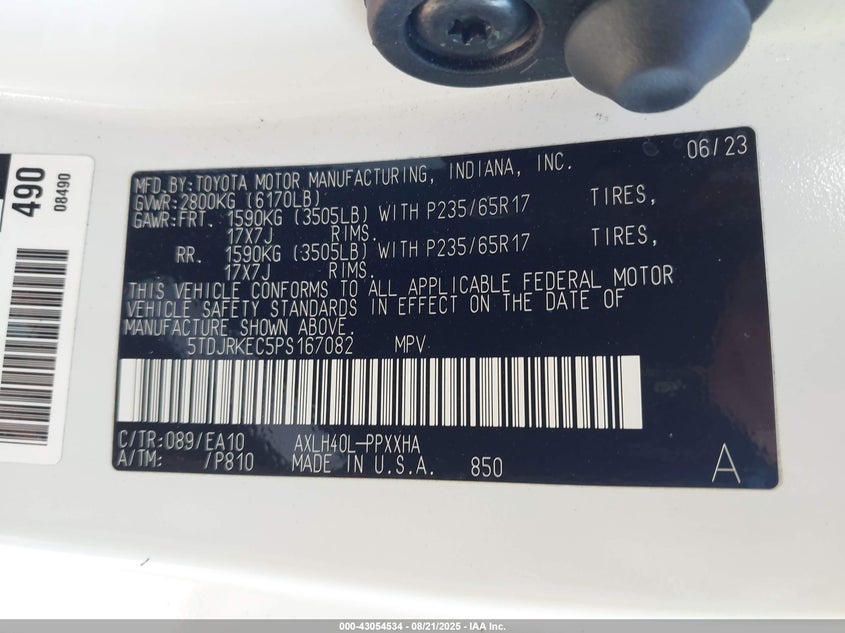 490
08490
06/23
MFD.BY:TOYOTA MOTOR MANUFACTURING, INDIANA, INC.
GVWR:2800KG (6170LB)
GAWR:FRT. 1590KG (3505LB) WITH P235/65R17 TIRES,
17X7J RIMS.
RR. 1590KG (3505LB) WITH P235/65R17 TIRES,
17X7J RIMS.
THIS VEHICLE CONFORMS TO ALL APPLICABLE FEDERAL MOTOR
VEHICLE SAFETY STANDARDS IN EFFECT ON THE DATE OF
MANUFACTURE SHOWN ABOVE.
5TDJRKEC5PS167082 MPV
C/TR:089/EA10 AXLH40L-PPXXHA
A/TM: /P810 MADE IN U.S.A. 850 A
000-43054534 - 08/21/2025 - IAA Inc.